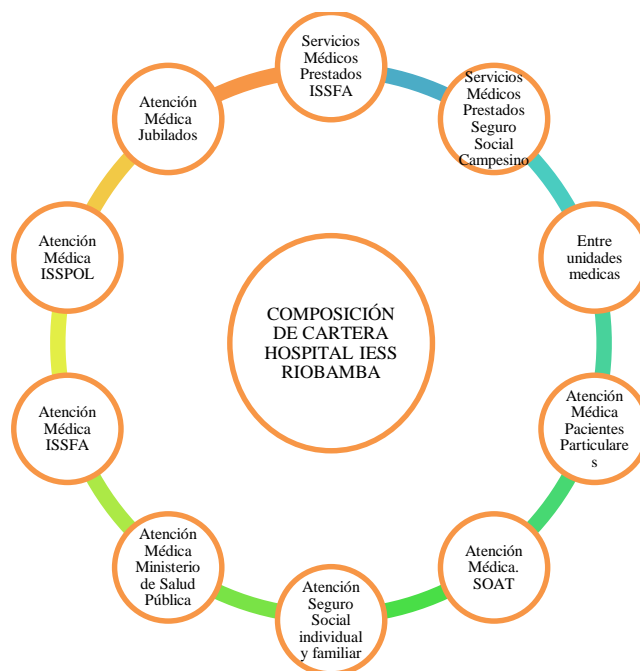 Servicios
Médicos
Prestados
ISSFA
Servicios
Médicos
Prestados
Seguro
Social
Campesino
Entre
unidades
medicas
Atención
Médica
Pacientes
Particulare
s
Atención
Médica.
SOAT
Atención
Seguro
Social
individual
y familiar
Atención
Médica
Ministerio
de Salud
Pública
Atención
Médica
ISSFA
Atención
Médica
ISSPOL
Atención
Médica
Jubilados
COMPOSICIÓN
DE CARTERA
HOSPITAL IESS
RIOBAMBA